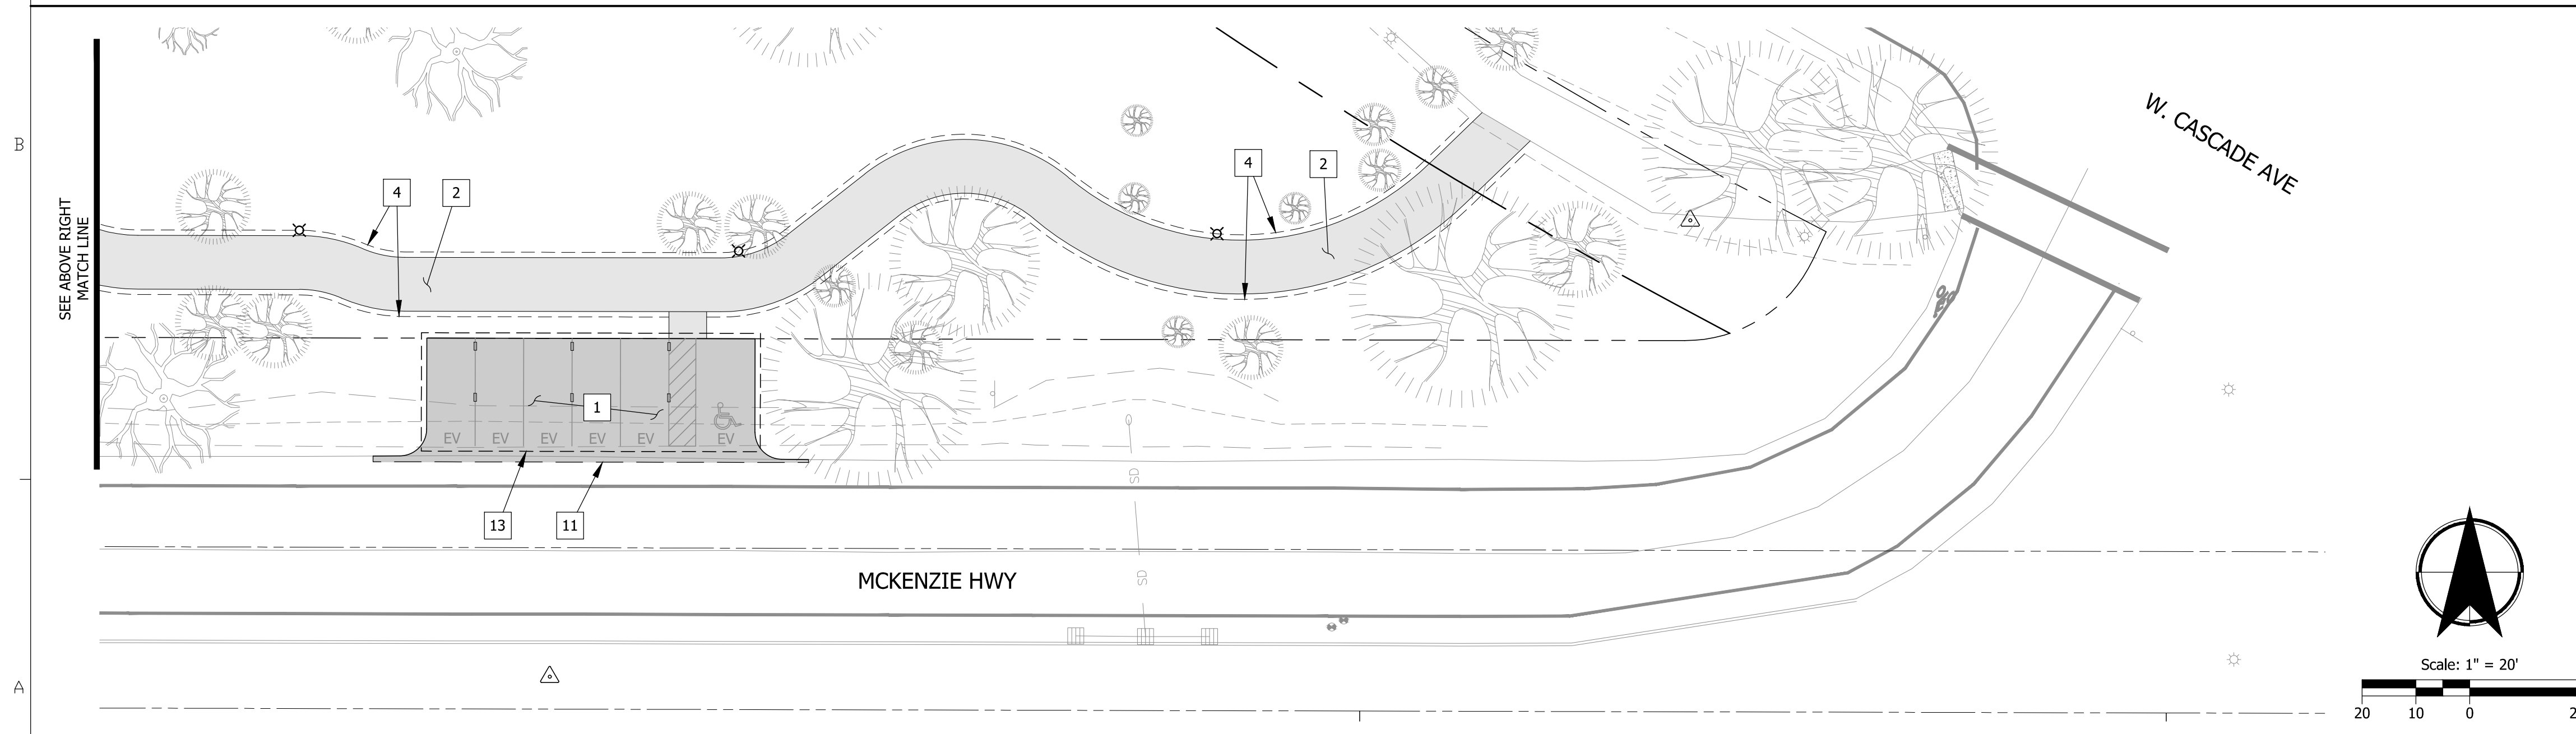 B
W. CASCADE AVE
4
2
4
2
SEE ABOVE RIGHT
MATCH LINE
1
EV
EV
EV
EV
EV
EV
SD
13
11
MCKENZIE HWY
SD
Scale: 1" = 20'
A
20
10
0